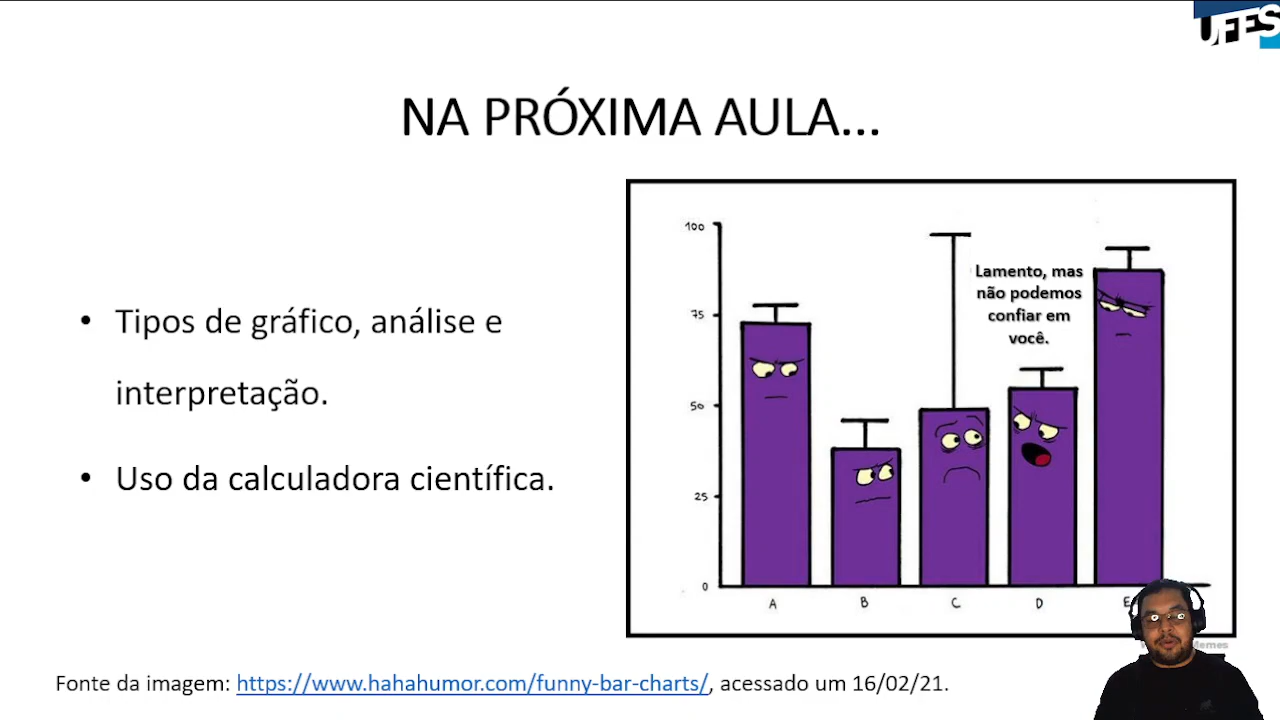 UFES
NA PRÓXIMA AULA...
• Tipos de gráfico, análise e
interpretação.
• Uso da calculadora científica.
100
75
50
25
0
Lamento, mas
não podemos
confiar em
você.
A B C D E
Memes
Fonte da imagem: https://www.hahahumor.com/funny-bar-charts/, acessado um 16/02/21.